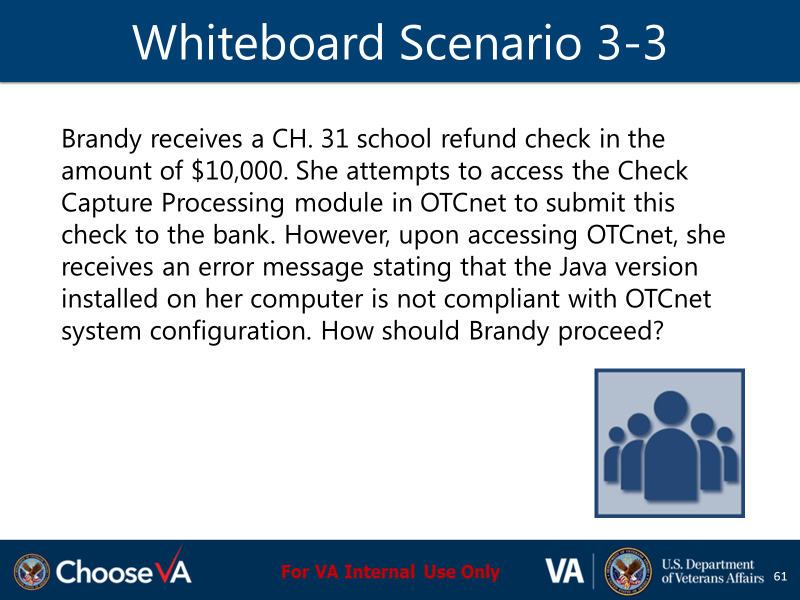 Whiteboard Scenario 3-3
Brandy receives a CH. 31 school refund check in the
amount of $10,000. She attempts to access the Check
Capture Processing module in OTCnet to submit this
check to the bank. However, upon accessing OTCnet, she
receives an error message stating that the Java version
installed on her computer is not compliant with OTCnet
system configuration. How should Brandy proceed?
Choose VA
For VA Internal Use Only
VA
U.S. Department
of Veterans Affairs
61